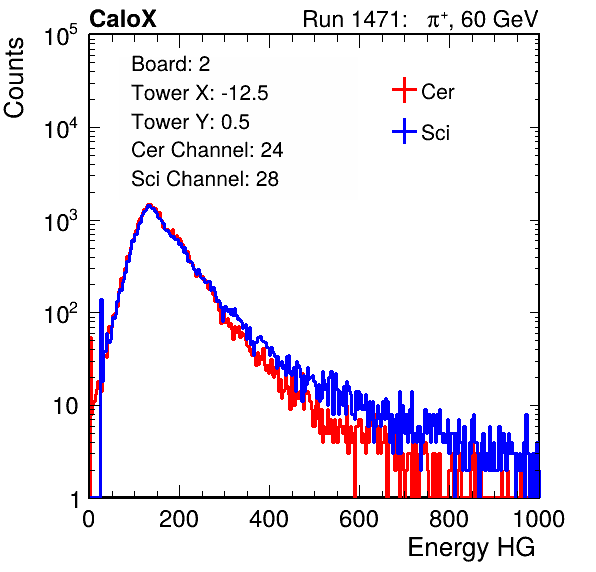 CaloX Run 1471: π⁺, 60 GeV
Counts
Board: 2
Tower X: -12.5
Tower Y: 0.5
Cer Channel: 24
Sci Channel: 28
Cer
Sci
10⁵
10⁴
10³
10²
10
1
0 200 400 600 800 1000
Energy HG